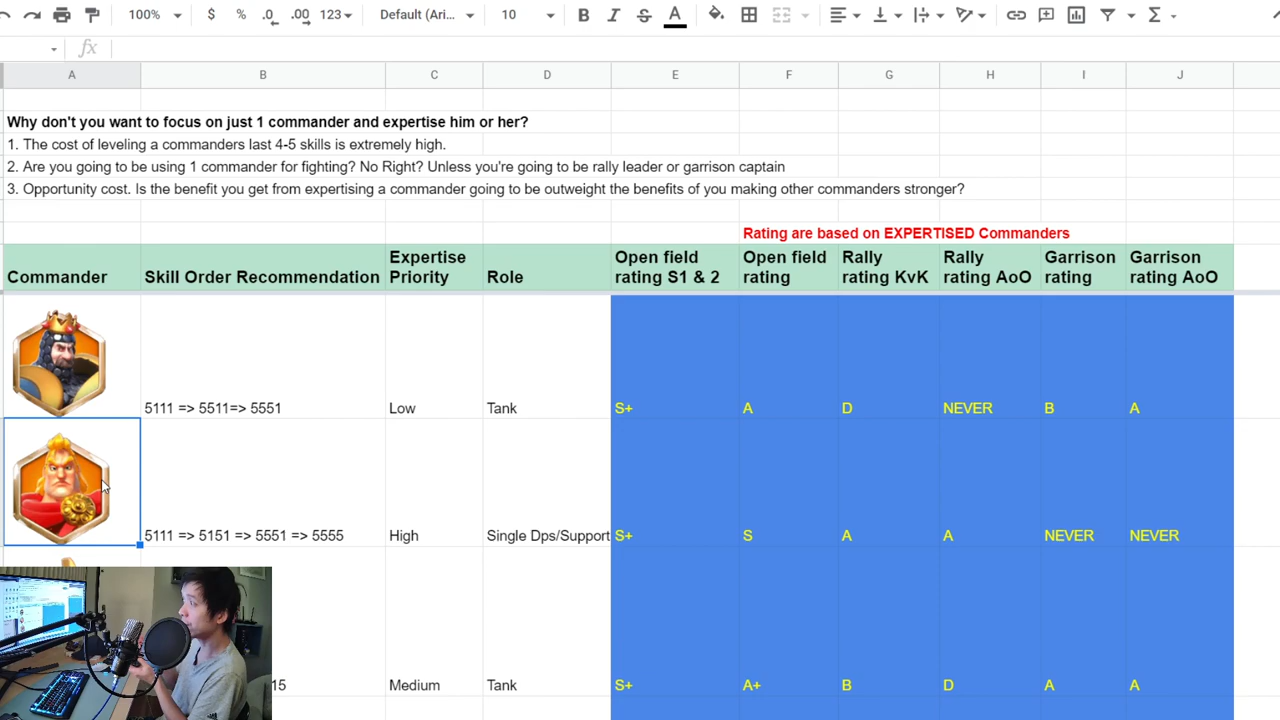 100% $ % .0 .00 123 Default (Ari... 10 B I S A
fx
A B C D E F G H I J
Why don't you want to focus on just 1 commander and expertise him or her?
1. The cost of leveling a commanders last 4-5 skills is extremely high.
2. Are you going to be using 1 commander for fighting? No Right? Unless you're going to be rally leader or garrison captain
3. Opportunity cost. Is the benefit you get from expertising a commander going to be outweight the benefits of you making other commanders stronger?
Rating are based on EXPERTISED Commanders
Commander Skill Order Recommendation Expertise Priority Role Open field rating S1 & 2 Open field rating Rally rating KvK Rally rating AoO Garrison rating Garrison rating AoO
5111 => 5511=> 5551 Low Tank S+ A D NEVER B A
5111 => 5151 => 5551 => 5555 High Single Dps/Support S+ S A A NEVER NEVER
15 Medium Tank S+ A+ B D A A